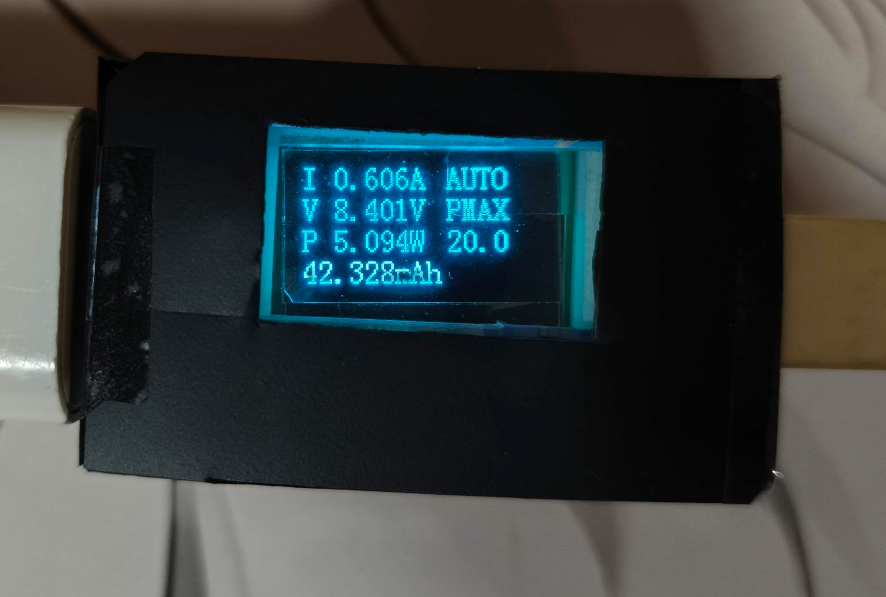 I 0.606A AUTO
V 8.401V PMAX
P 5.094W 20.0
42.328mAh